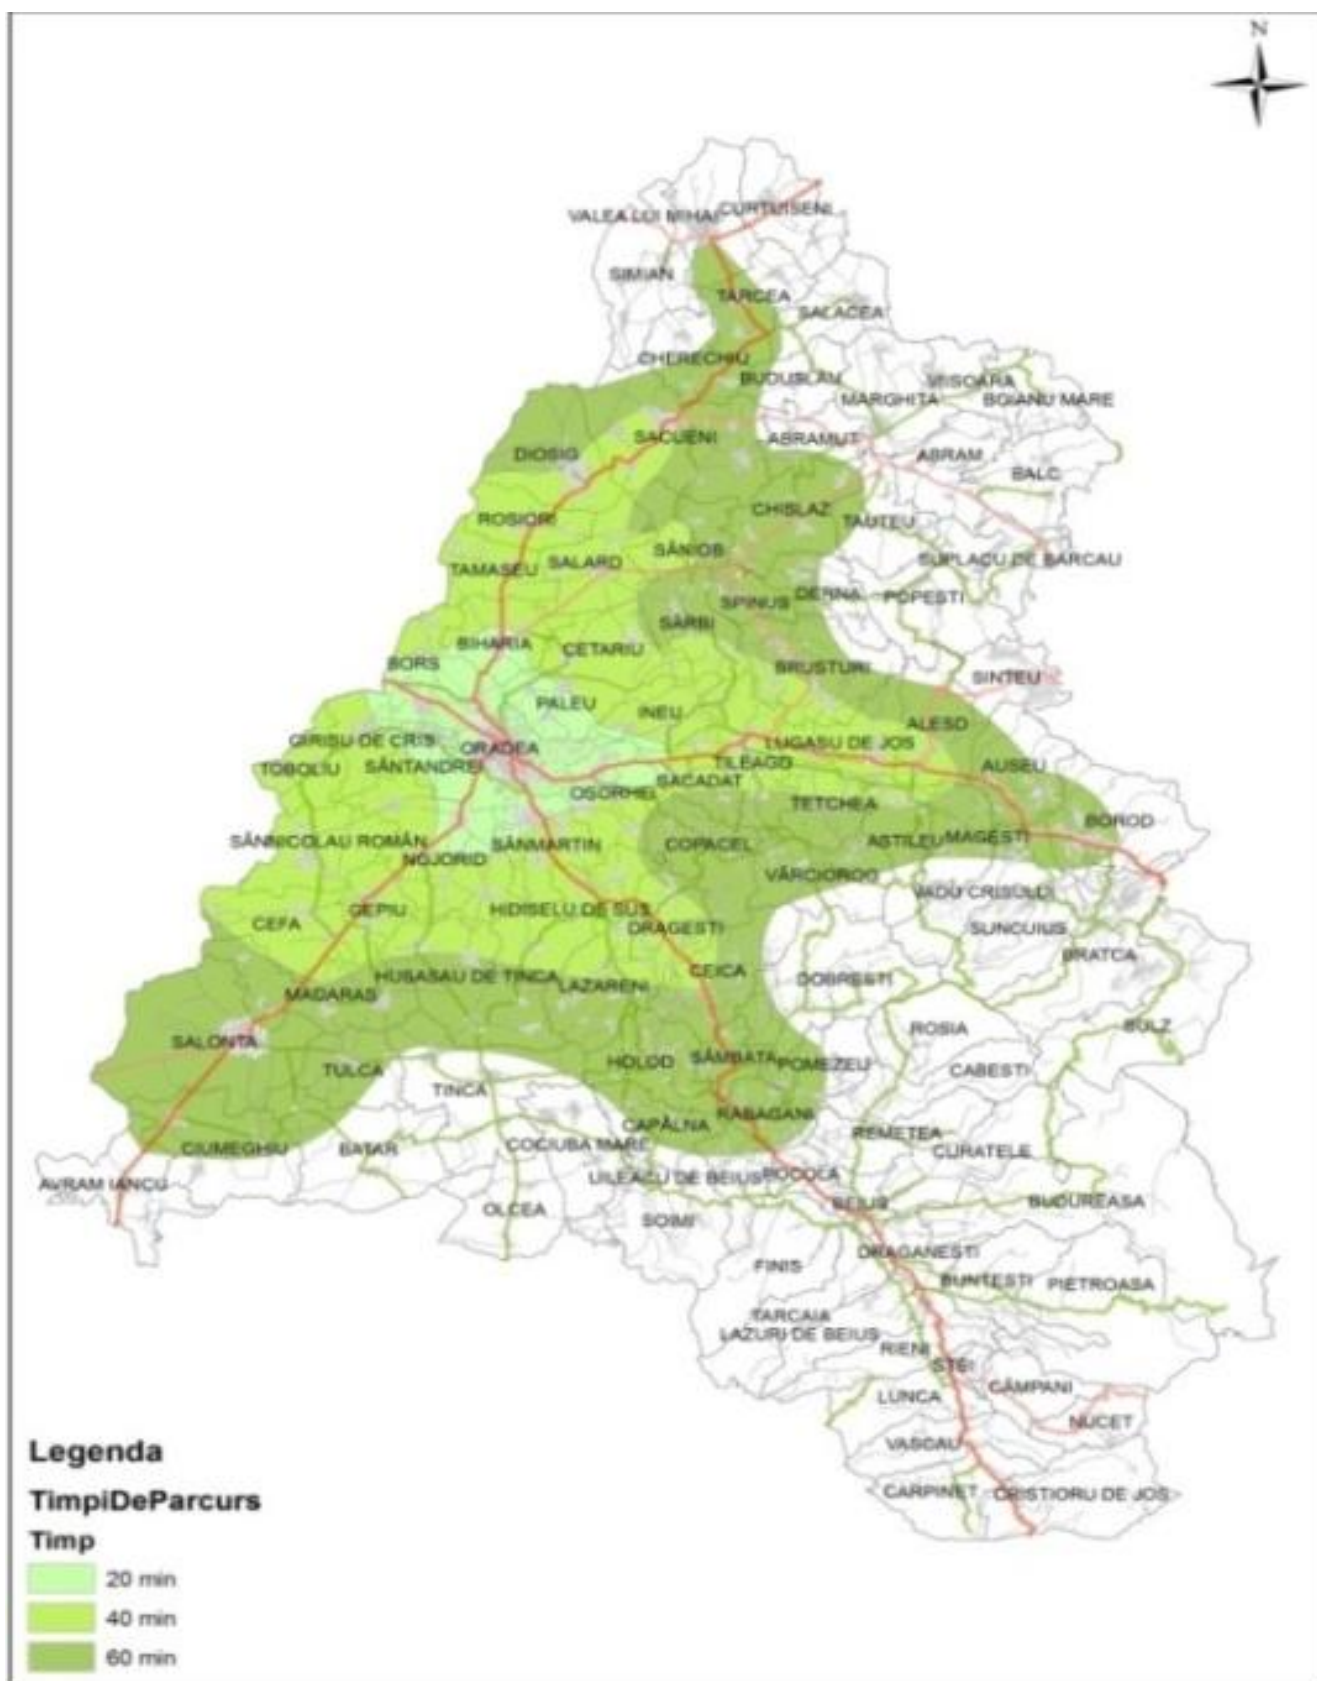 N
VALEA LUI MIHAI
CURTUISENI
SIMIAN
TARCEA
SALACEA
CHERECHIU
BUDUSLAU
VIISOARA
MARGHITA
BOIANU MARE
SACUENI
ABRAMUT
DIOSIG
ABRAM
BALC
CHISLAZ
ROSIORI
TAUTEU
SÂNIOB
SALARD
TAMASEU
SUPLACU DE BARCAU
DERNA
POPESTI
SPINUS
SÂRBI
BIHARIA
CETARIU
BORS
BRUSTURI
SINTEU
PALEU
INEU
ALESD
GIRISU DE CRIS
ORADEA
LUGASU DE JOS
TOBOLIU
SÂNTANDREI
TILEAGD
AUSEU
SACADAT
OSORHEI
TETCHEA
BOROD
SÂNNICOLAU ROMÂN
NOJORID
SÂNMARTIN
COPACEL
ASTILEU
MAGESTI
VÂRCIOROG
VADU CRISULUI
CEFA
GEPIU
HIDISELU DE SUS
DRAGESTI
SUNCUIUS
BRATCA
CEICA
DOBRESTI
HUSASAU DE TINCA
LAZARENI
MADARAS
ROSIA
BULZ
SALONTA
TULCA
HOLOD
SÂMBATA
POMEZEU
CABESTI
TINCA
RABAGANI
CAPÂLNA
CIUMEGHIU
BATAR
COCIUBA MARE
REMETEA
CURATELE
AVRAM IANCU
UILEACU DE BEIUS
POCOLA
BEIUS
BUDUREASA
OLCEA
SOIMI
DRAGANESTI
FINIS
BUNTESTI
PIETROASA
TARCAIA
LAZURI DE BEIUS
RIENI
STEI
LUNCA
CÂMPANI
NUCET
VASCAU
CARPINET
CRISTIORU DE JOS
Legenda
TimpiDeParcurs
Timp
20 min
40 min
60 min